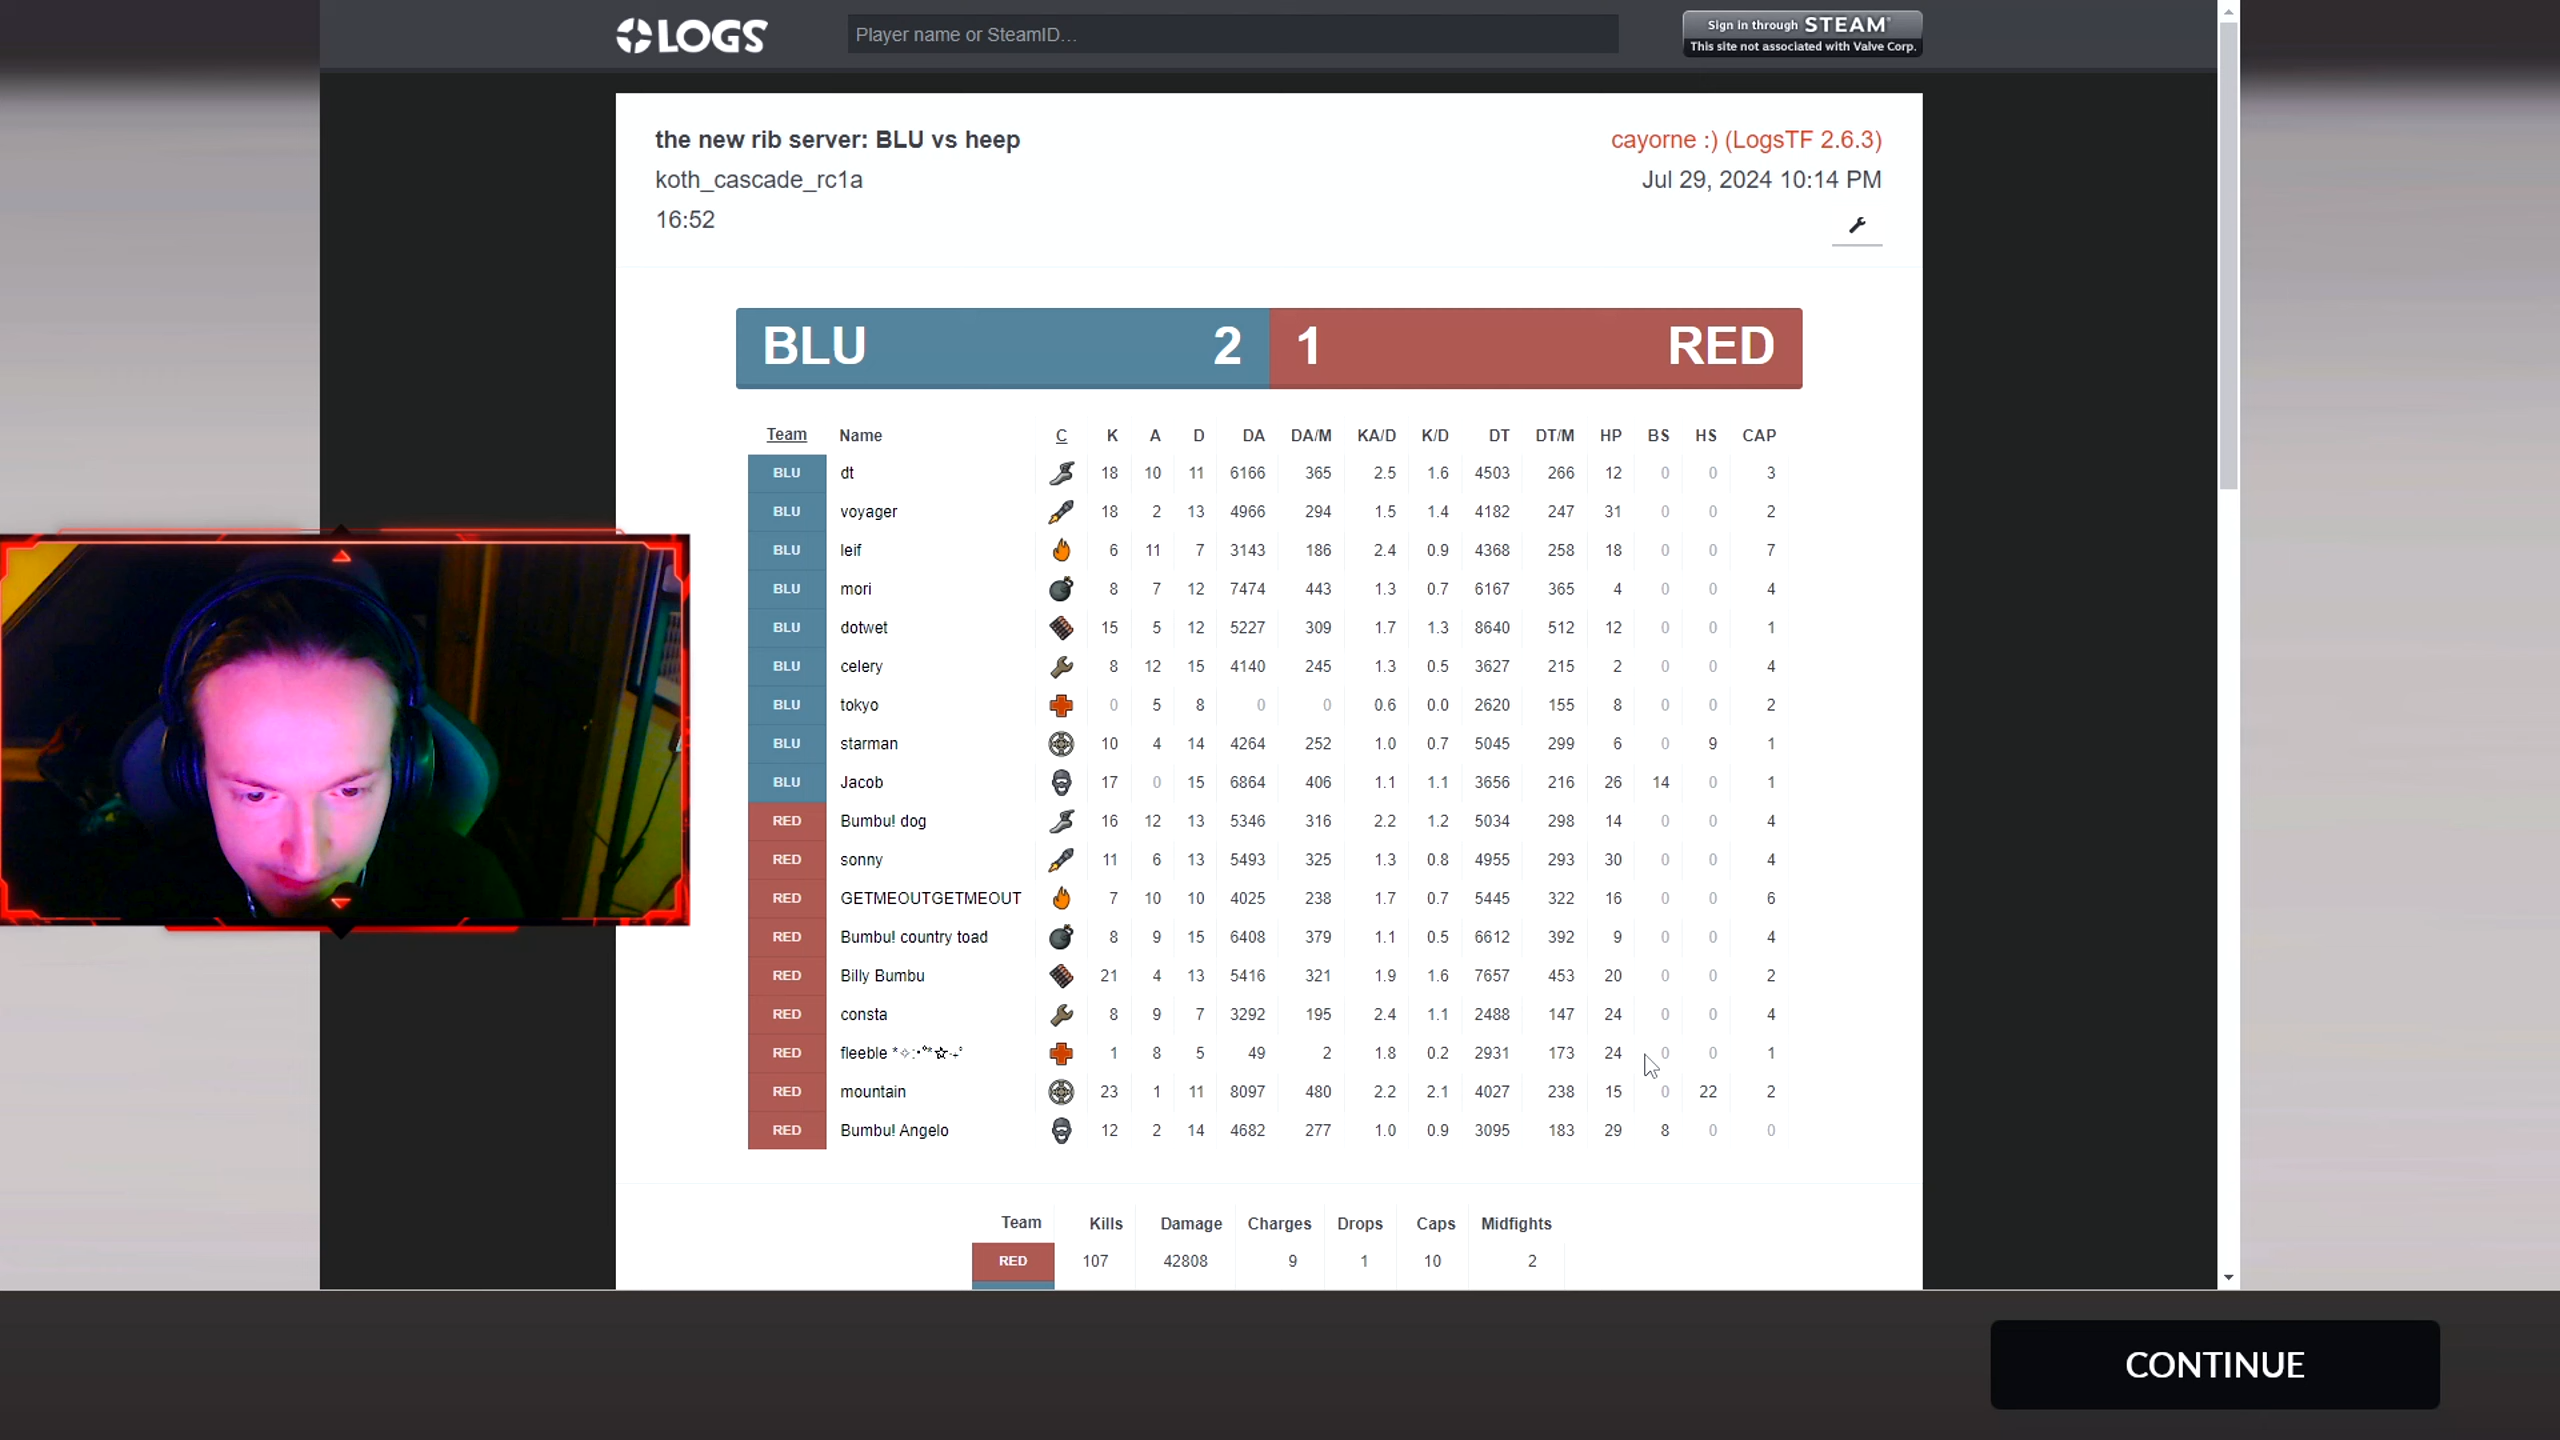 LOGS
Player name or SteamID...
Sign in through STEAM
This site not associated with Valve Corp.
the new rib server: BLU vs heep
cayorne :) (LogsTF 2.6.3)
koth_cascade_rc1a
Jul 29, 2024 10:14 PM
16:52
BLU 2 1 RED
Team Name C K A D DA DA/M KA/D K/D DT DT/M HP BS HS CAP
BLU dt 18 10 11 6166 365 2.5 1.6 4503 266 12 0 0 3
BLU voyager 18 2 13 4966 294 1.5 1.4 4182 247 31 0 0 2
BLU leif 6 11 7 3143 186 2.4 0.9 4368 258 18 0 0 7
BLU mori 8 7 12 7474 443 1.3 0.7 6167 365 4 0 0 4
BLU dotwet 15 5 12 5227 309 1.7 1.3 8640 512 12 0 0 1
BLU celery 8 12 15 4140 245 1.3 0.5 3627 215 2 0 0 4
BLU tokyo 0 5 8 0 0 0.6 0.0 2620 155 8 0 0 2
BLU starman 10 4 14 4264 252 1.0 0.7 5045 299 6 0 9 1
BLU Jacob 17 0 15 6864 406 1.1 1.1 3656 216 26 14 0 1
RED Bumbu! dog 16 12 13 5346 316 2.2 1.2 5034 298 14 0 0 4
RED sonny 11 6 13 5493 325 1.3 0.8 4955 293 30 0 0 4
RED GETMEOUTGETMEOUT 7 10 10 4025 238 1.7 0.7 5445 322 16 0 0 6
RED Bumbu! country toad 8 9 15 6408 379 1.1 0.5 6612 392 9 0 0 4
RED Billy Bumbu 21 4 13 5416 321 1.9 1.6 7657 453 20 0 0 2
RED consta 8 9 7 3292 195 2.4 1.1 2488 147 24 0 0 4
RED fleeble 1 8 5 49 2 1.8 0.2 2931 173 24 0 0 1
RED mountain 23 1 11 8097 480 2.2 2.1 4027 238 15 0 22 2
RED Bumbu! Angelo 12 2 14 4682 277 1.0 0.9 3095 183 29 8 0 0
Team Kills Damage Charges Drops Caps Midfights
RED 107 42808 9 1 10 2
CONTINUE